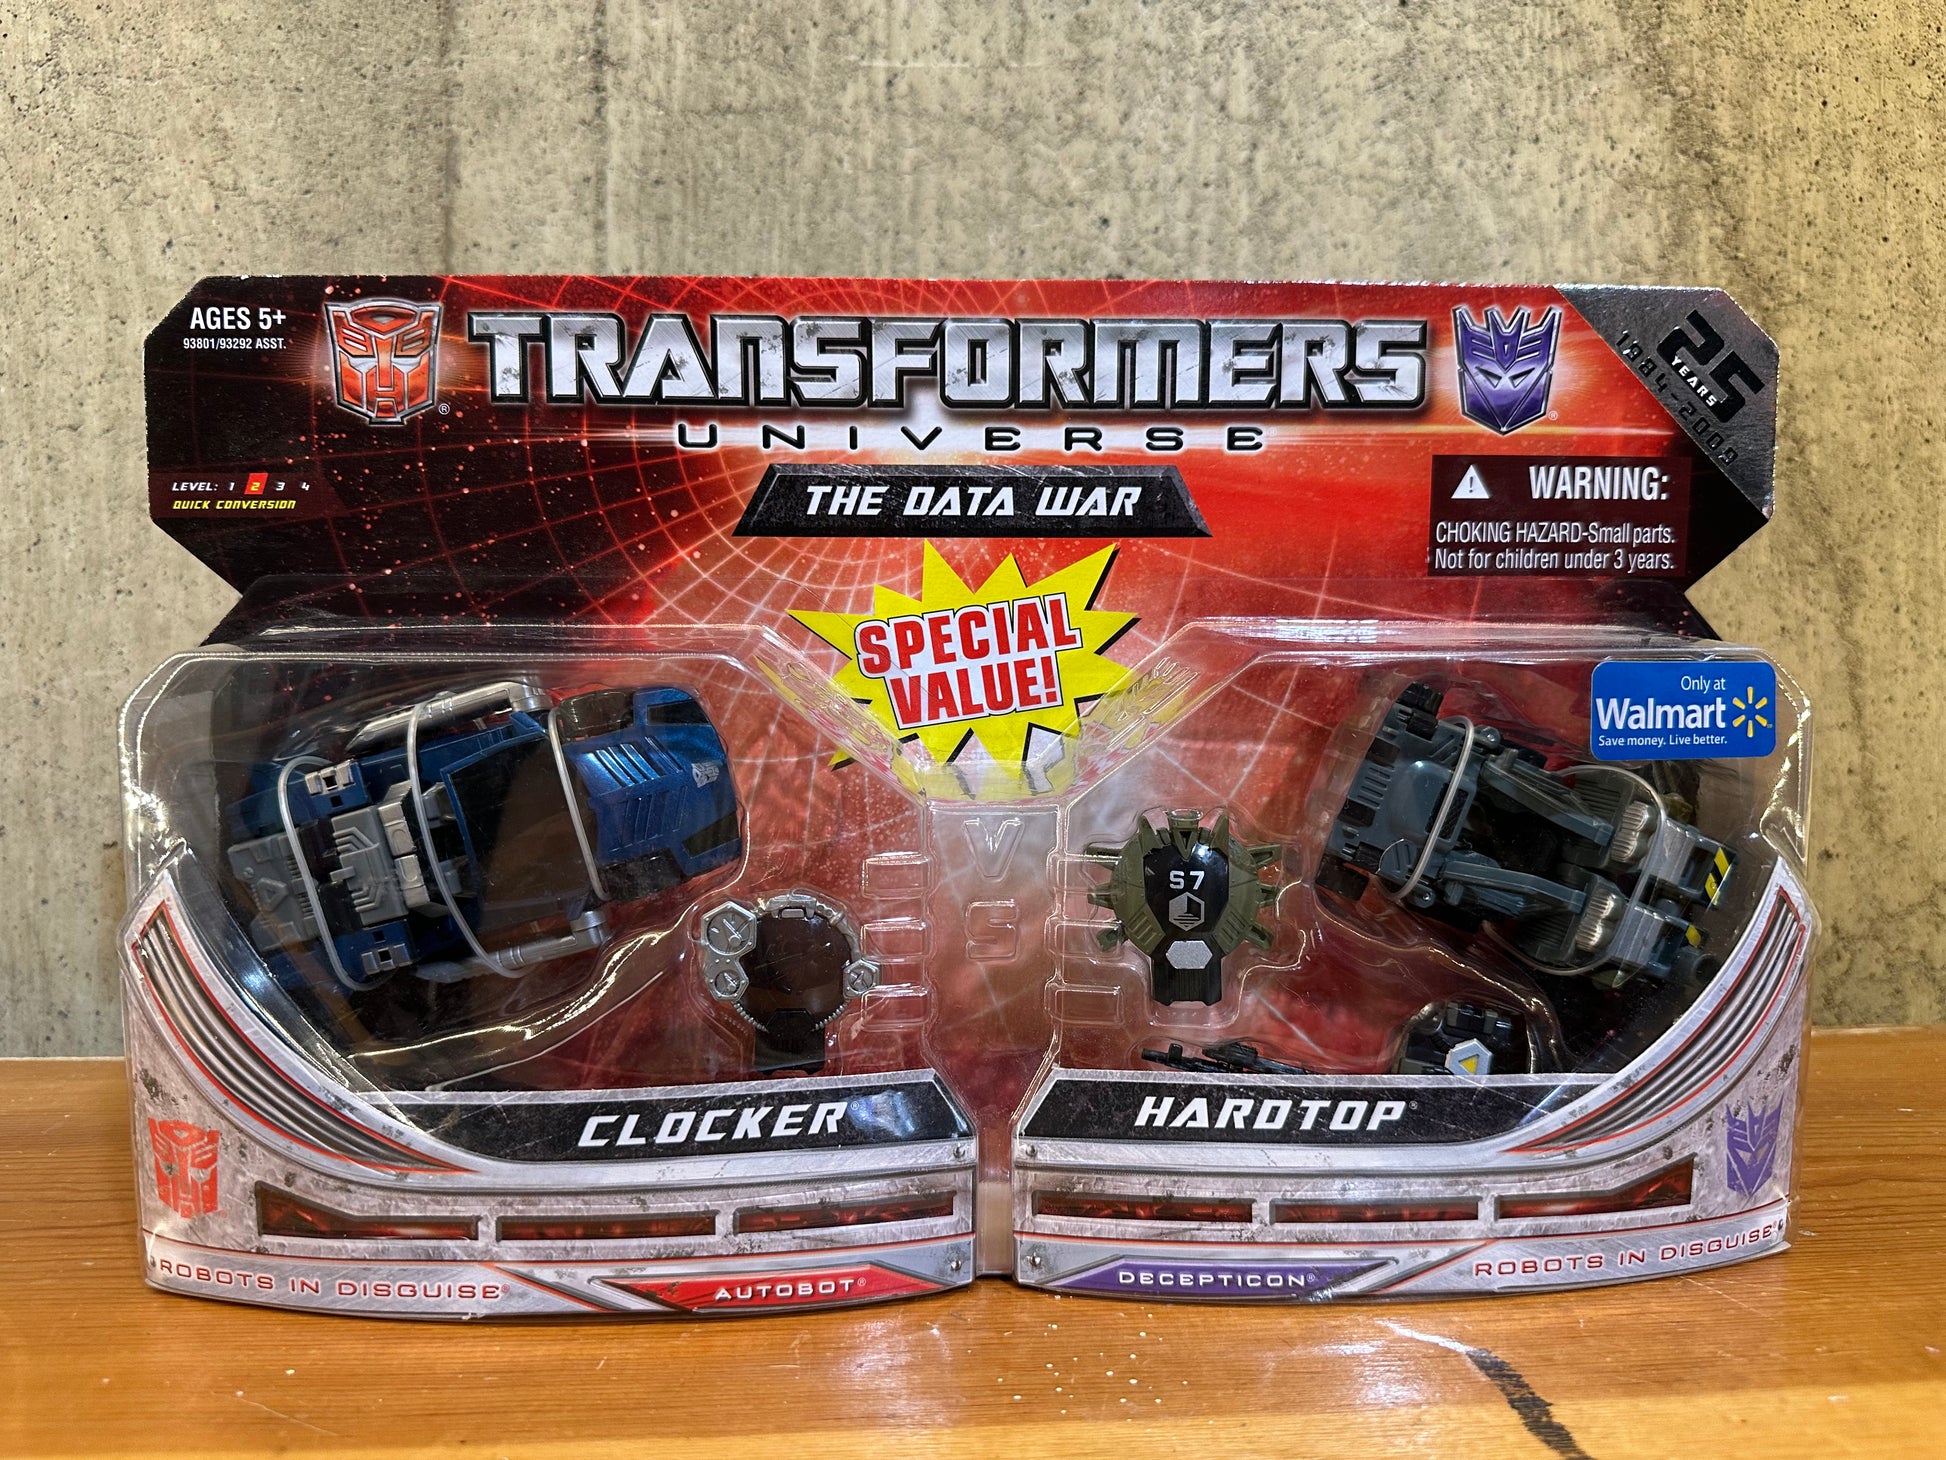 AGES 5+
93801/93292 ASST.
TRANSFORMERS
UNIVERSE
25
YEARS
1984-2009
LEVEL: 1 2 3 4
QUICK CONVERSION
THE DATA WAR
WARNING:
CHOKING HAZARD-Small parts.
Not for children under 3 years.
SPECIAL
VALUE!
Only at
Walmart
Save money. Live better.
VS
S7
CLOCKER
HARDTOP
ROBOTS IN DISGUISE®
AUTOBOT®
DECEPTICON®
ROBOTS IN DISGUISE®